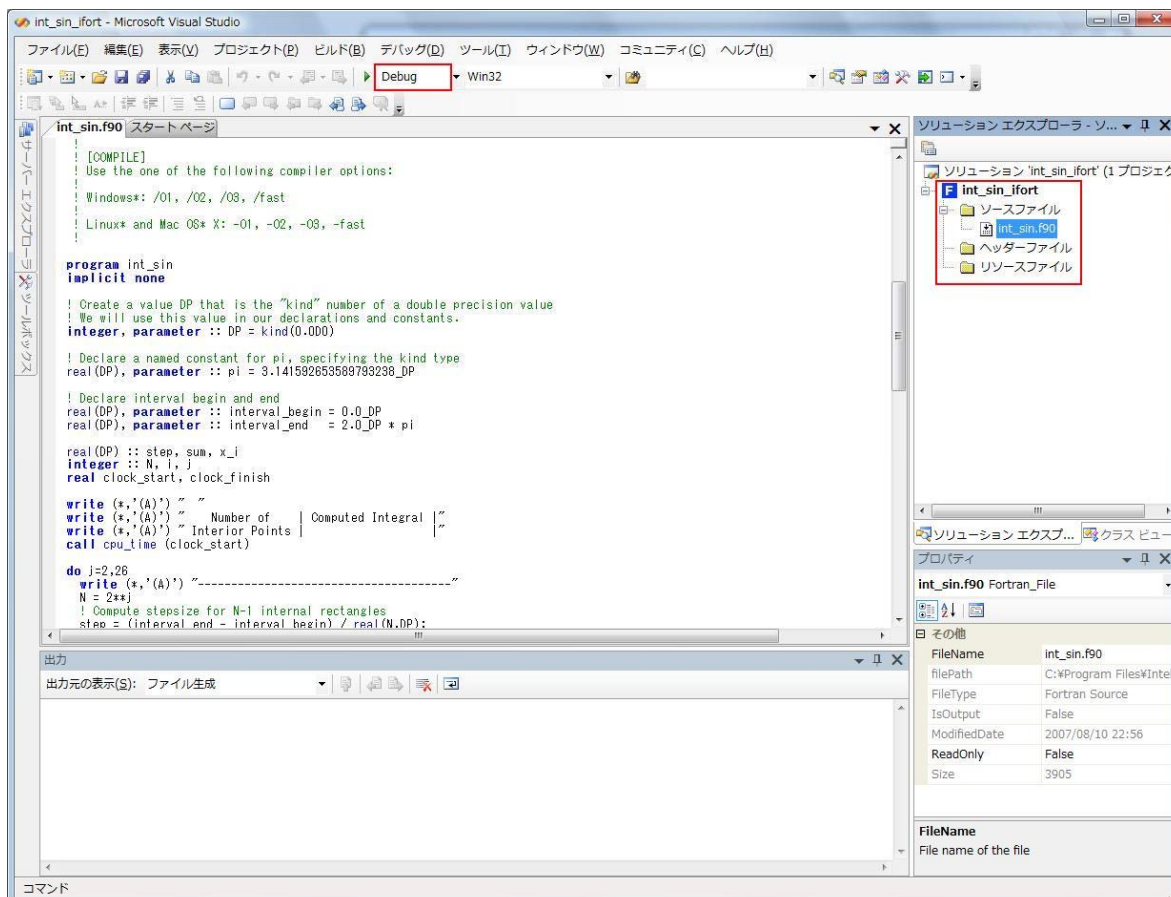 int_sin_ifort - Microsoft Visual Studio
ファイル(F) 編集(E) 表示(V) プロジェクト(P) ビルド(B) デバッグ(D) ツール(T) ウィンドウ(W) コミュニティ(C) ヘルプ(H)
Debug Win32
サーバー エクスプローラ
ツールボックス
int_sin.f90 スタート ページ
!
! [COMPILE]
! Use the one of the following compiler options:
!
! Windows*: /O1, /O2, /O3, /fast
!
! Linux* and Mac OS* X: -O1, -O2, -O3, -fast
!
program int_sin
implicit none
! Create a value DP that is the "kind" number of a double precision value
! We will use this value in our declarations and constants.
integer, parameter :: DP = kind(0.0D0)
! Declare a named constant for pi, specifying the kind type
real(DP), parameter :: pi = 3.141592653589793238_DP
! Declare interval begin and end
real(DP), parameter :: interval_begin = 0.0_DP
real(DP), parameter :: interval_end = 2.0_DP * pi
real(DP) :: step, sum, x_i
integer :: N, i, j
real clock_start, clock_finish
write (*,'(A)') " "
write (*,'(A)') " Number of | Computed Integral |"
write (*,'(A)') " Interior Points | |"
call cpu_time (clock_start)
do j=2,26
write (*,'(A)') "--------------------------------------"
N = 2**j
! Compute stepsize for N-1 internal rectangles
step = (interval_end - interval_begin) / real(N,DP);
出力
出力元の表示(S): ファイル生成
コマンド
ソリューション エクスプローラ - ソ...
ソリューション 'int_sin_ifort' (1 プロジェク
int_sin_ifort
ソースファイル
int_sin.f90
ヘッダーファイル
リソースファイル
ソリューション エクスプ... クラス ビュー
プロパティ
int_sin.f90 Fortran_File
その他
FileName int_sin.f90
filePath C:¥Program Files¥Inte
FileType Fortran Source
IsOutput False
ModifiedDate 2007/08/10 22:56
ReadOnly False
Size 3905
FileName
File name of the file